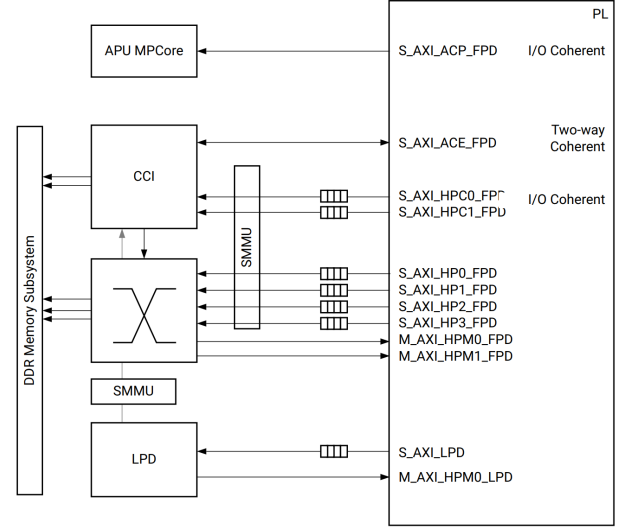 PL
APU MPCore
S_AXI_ACP_FPD I/O Coherent
Two-way
S_AXI_ACE_FPD
Coherent
CCI
S_AXI_HPC0_FPD I/O Coherent
S_AXI_HPC1_FPD
SMMU
DDR Memory Subsystem
S_AXI_HP0_FPD
S_AXI_HP1_FPD
S_AXI_HP2_FPD
S_AXI_HP3_FPD
M_AXI_HPM0_FPD
M_AXI_HPM1_FPD
SMMU
LPD
S_AXI_LPD
M_AXI_HPM0_LPD